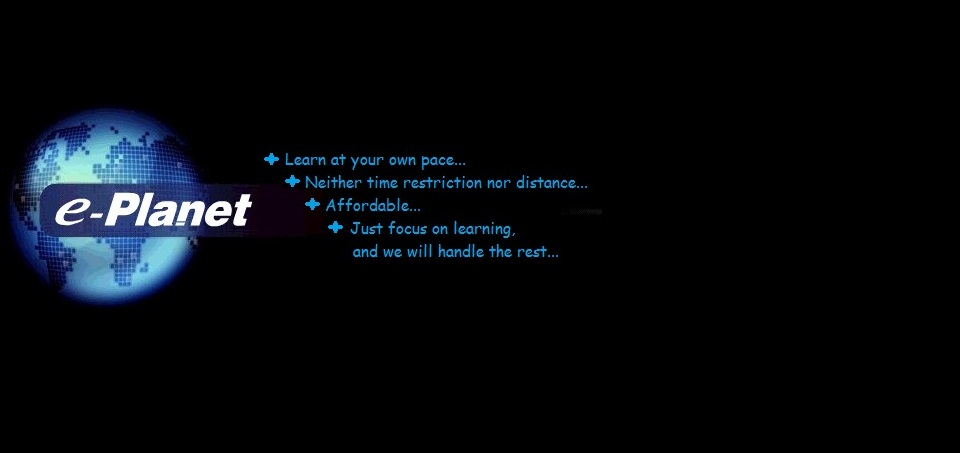 e-Planet
Learn at your own pace...
Neither time restriction nor distance...
Affordable...
Just focus on learning,
and we will handle the rest...